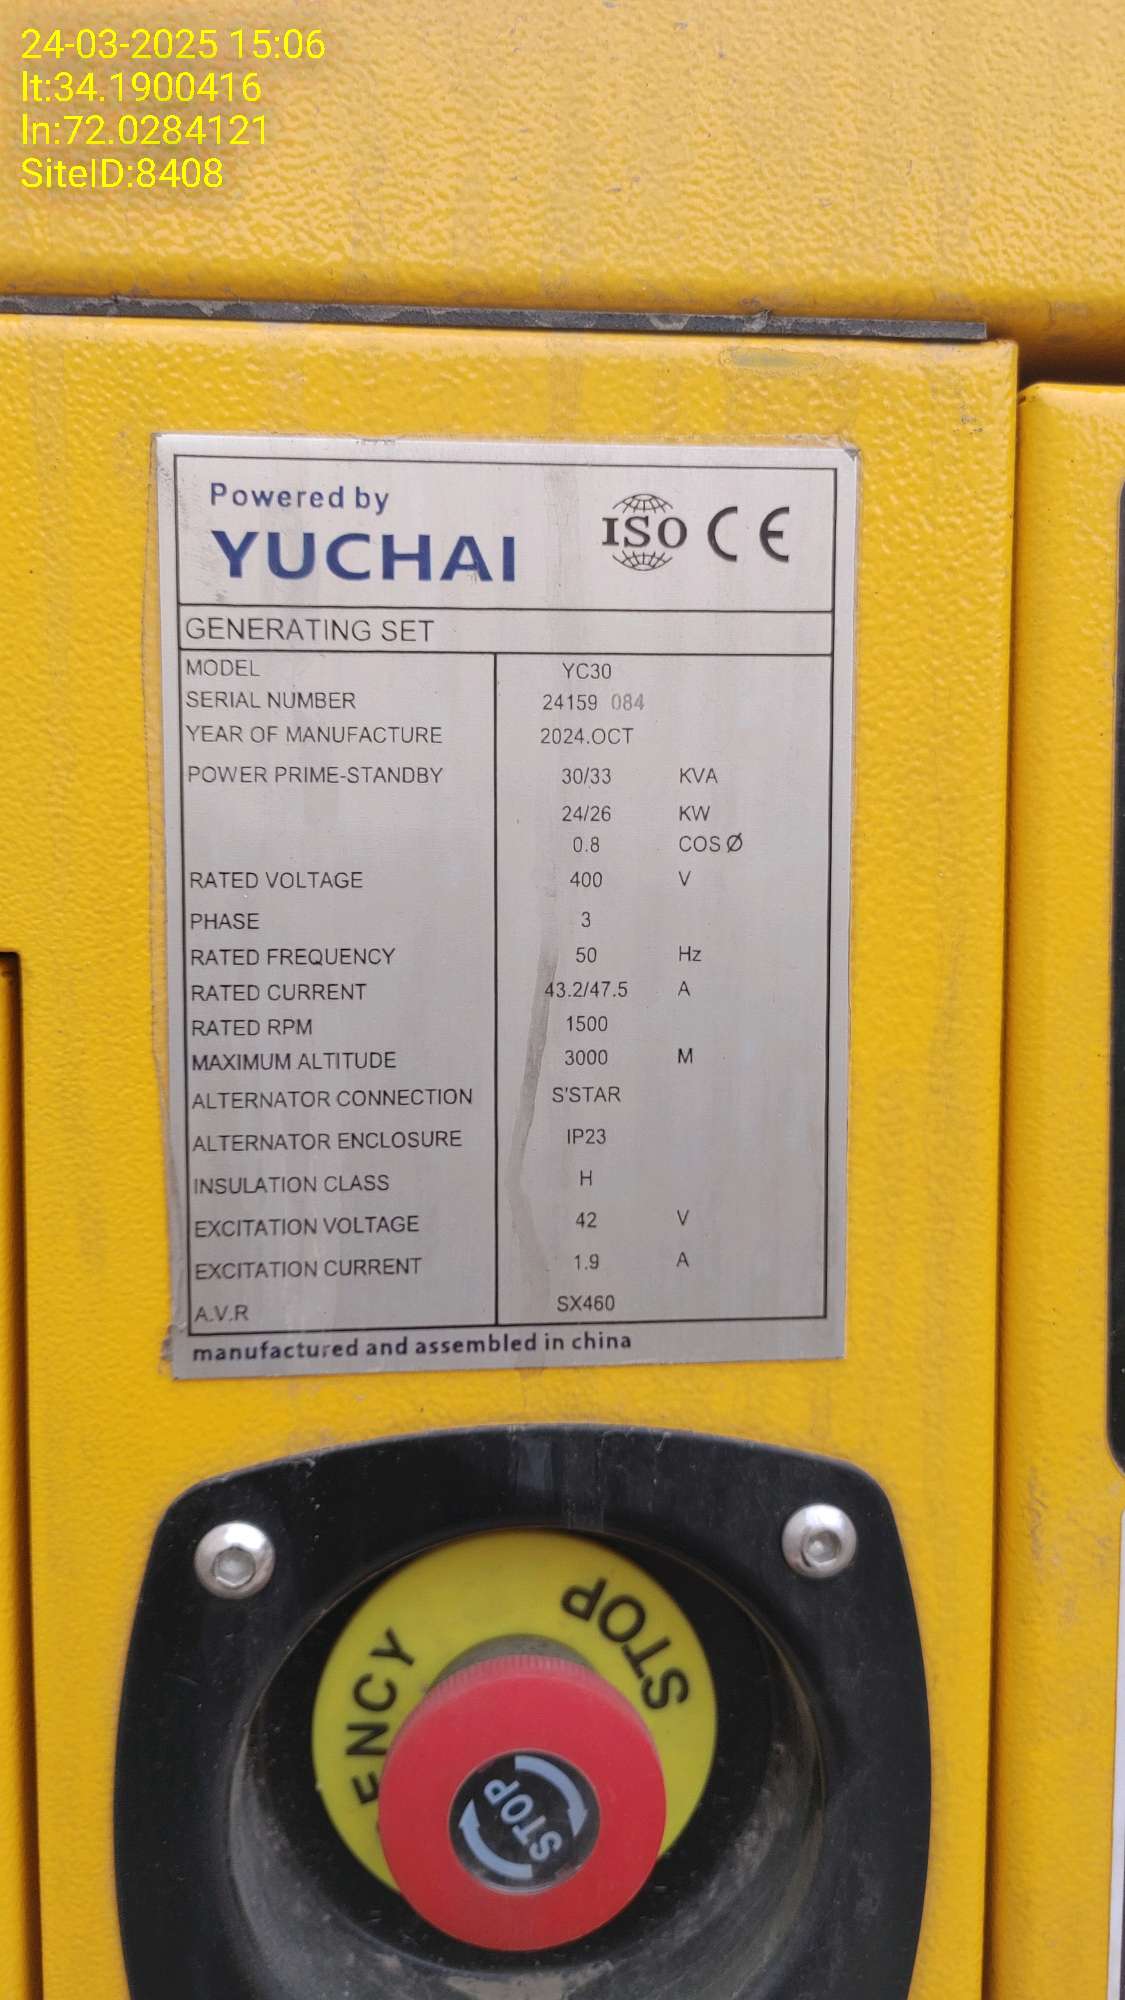 24-03-2025 15:06
lt:34.1900416
ln:72.0284121
SiteID:8408
Powered by
YUCHAI
ISO CE
GENERATING SET
MODEL YC30
SERIAL NUMBER 24159 084
YEAR OF MANUFACTURE 2024.OCT
POWER PRIME-STANDBY 30/33 KVA
24/26 KW
0.8 COS Ø
RATED VOLTAGE 400 V
PHASE 3
RATED FREQUENCY 50 Hz
RATED CURRENT 43.2/47.5 A
RATED RPM 1500
MAXIMUM ALTITUDE 3000 M
ALTERNATOR CONNECTION S'STAR
ALTERNATOR ENCLOSURE IP23
INSULATION CLASS H
EXCITATION VOLTAGE 42 V
EXCITATION CURRENT 1.9 A
A.V.R SX460
manufactured and assembled in china
ENCY STOP
STOP